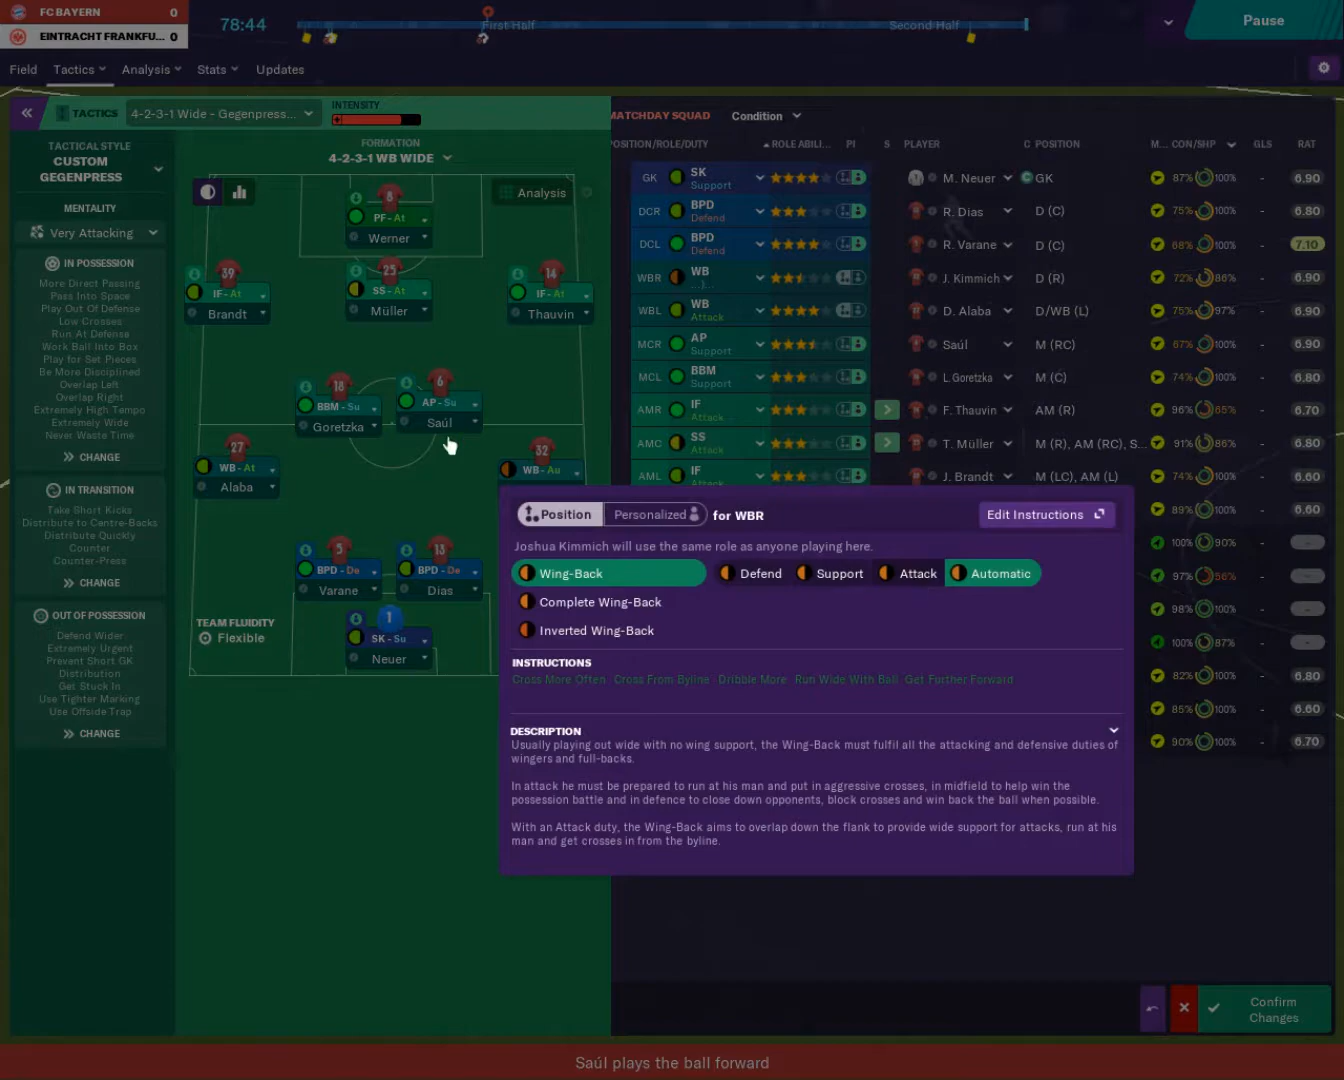 FC BAYERN 0
EINTRACHT FRANKFU... 0
78:44
First Half
Second Half
Pause
Field
Tactics
Analysis
Stats
Updates
TACTICS
4-2-3-1 Wide - Gegenpress...
INTENSITY
TACTICAL STYLE
CUSTOM
GEGENPRESS
MENTALITY
Very Attacking
IN POSSESSION
More Direct Passing
Pass Into Space
Play Out Of Defense
Low Crosses
Run At Defense
Work Ball Into Box
Play for Set Pieces
Be More Disciplined
Overlap Left
Overlap Right
Extremely High Tempo
Extremely Wide
Never Waste Time
CHANGE
IN TRANSITION
Take Short Kicks
Distribute to Centre-Backs
Distribute Quickly
Counter
Counter-Press
CHANGE
OUT OF POSSESSION
Defend Wider
Extremely Urgent
Prevent Short GK
Distribution
Get Stuck In
Use Tighter Marking
Use Offside Trap
CHANGE
FORMATION
4-2-3-1 WB WIDE
Analysis
8
PF - At
Werner
39
IF - At
Brandt
25
SS - At
Müller
14
IF - At
Thauvin
18
BBM - Su
Goretzka
6
AP - Su
Saúl
27
WB - At
Alaba
32
WB - Au
5
BPD - De
Varane
13
BPD - De
Dias
1
SK - Su
Neuer
TEAM FLUIDITY
Flexible
MATCHDAY SQUAD
Condition
POSITION/ROLE/DUTY ROLE ABILI... PI S PLAYER C POSITION M... CON/SHP GLS RAT
GK SK Support M. Neuer C GK 87% 100% - 6.90
DCR BPD Defend R. Dias D (C) 75% 100% - 6.80
DCL BPD Defend R. Varane D (C) 68% 100% - 7.10
WBR WB ...)... J. Kimmich D (R) 72% 86% - 6.90
WBL WB Attack D. Alaba D/WB (L) 75% 97% - 6.90
MCR AP Support Saúl M (RC) 67% 100% - 6.90
MCL BBM Support L. Goretzka M (C) 74% 100% - 6.80
AMR IF Attack F. Thauvin AM (R) 96% 65% - 6.70
AMC SS Attack T. Müller M (R), AM (RC), S... 91% 86% - 6.80
AML IF J. Brandt M (LC), AM (L) 74% 100% - 6.60
89% 100% - 6.60
100% 90% - -
97% 56% - -
98% 100% - -
100% 87% - -
82% 100% - 6.80
85% 100% - 6.60
90% 100% - 6.70
Position
Personalized
for WBR
Edit Instructions
Joshua Kimmich will use the same role as anyone playing here.
Wing-Back
Defend
Support
Attack
Automatic
Complete Wing-Back
Inverted Wing-Back
INSTRUCTIONS
Cross More Often Cross From Byline Dribble More Run Wide With Ball Get Further Forward
DESCRIPTION
Usually playing out wide with no wing support, the Wing-Back must fulfil all the attacking and defensive duties of
wingers and full-backs.
In attack he must be prepared to run at his man and put in aggressive crosses, in midfield to help win the
possession battle and in defence to close down opponents, block crosses and win back the ball when possible.
With an Attack duty, the Wing-Back aims to overlap down the flank to provide wide support for attacks, run at his
man and get crosses in from the byline.
Confirm
Changes
Saúl plays the ball forward